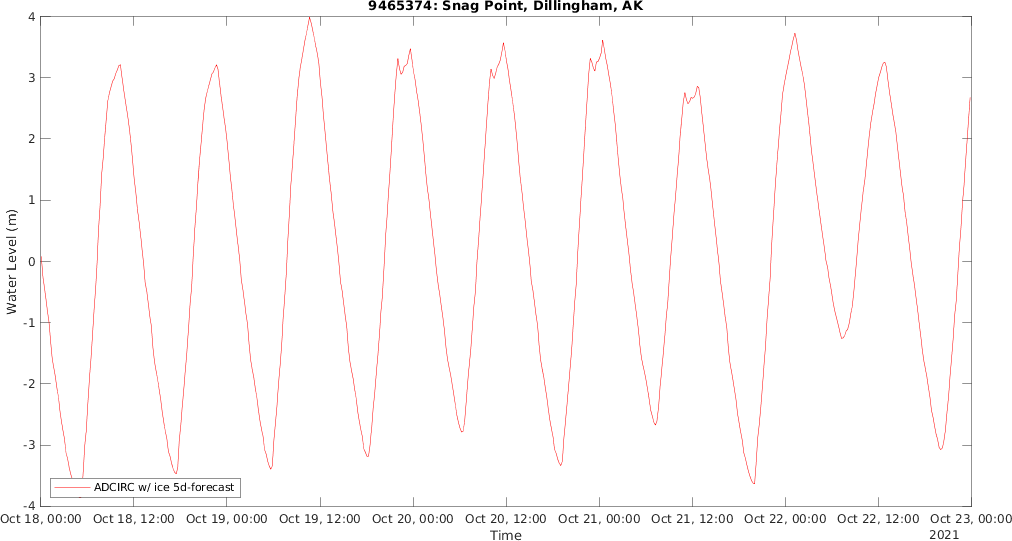 9465374: Snag Point, Dillingham, AK
4
3
2
1
0
-1
-2
-3
-4
Water Level (m)
ADCIRC w/ ice 5d-forecast
Oct 18, 00:00 Oct 18, 12:00 Oct 19, 00:00 Oct 19, 12:00 Oct 20, 00:00 Oct 20, 12:00 Oct 21, 00:00 Oct 21, 12:00 Oct 22, 00:00 Oct 22, 12:00 Oct 23, 00:00
Time
2021